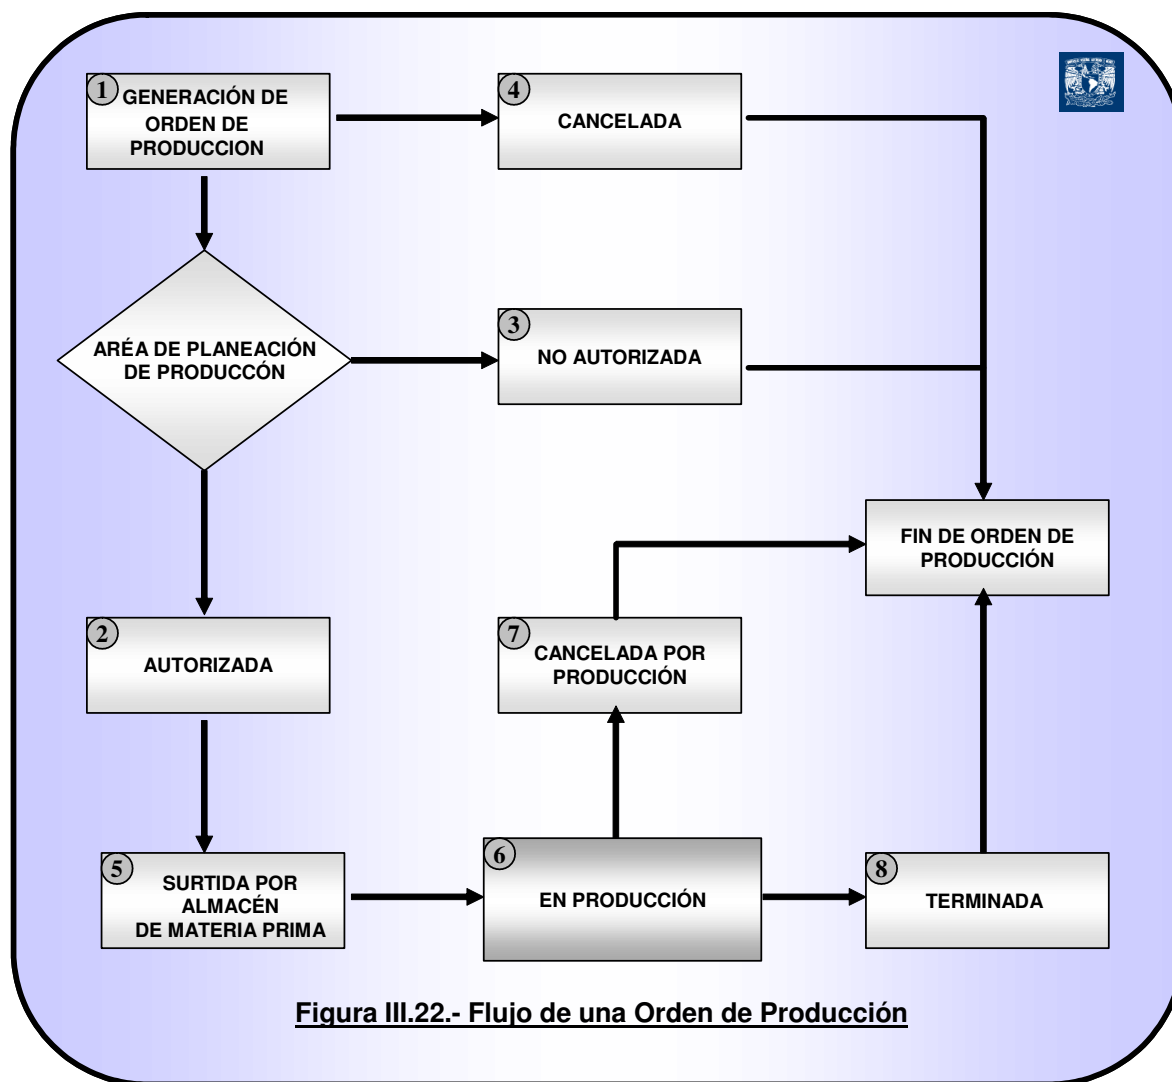 1
GENERACIÓN DE
ORDEN DE
PRODUCCION
4
CANCELADA
ARÉA DE PLANEACIÓN
DE PRODUCCÓN
3
NO AUTORIZADA
FIN DE ORDEN DE
PRODUCCIÓN
2
AUTORIZADA
7
CANCELADA POR
PRODUCCIÓN
5
SURTIDA POR
ALMACÉN
DE MATERIA PRIMA
6
EN PRODUCCIÓN
8
TERMINADA
Figura III.22.- Flujo de una Orden de Producción